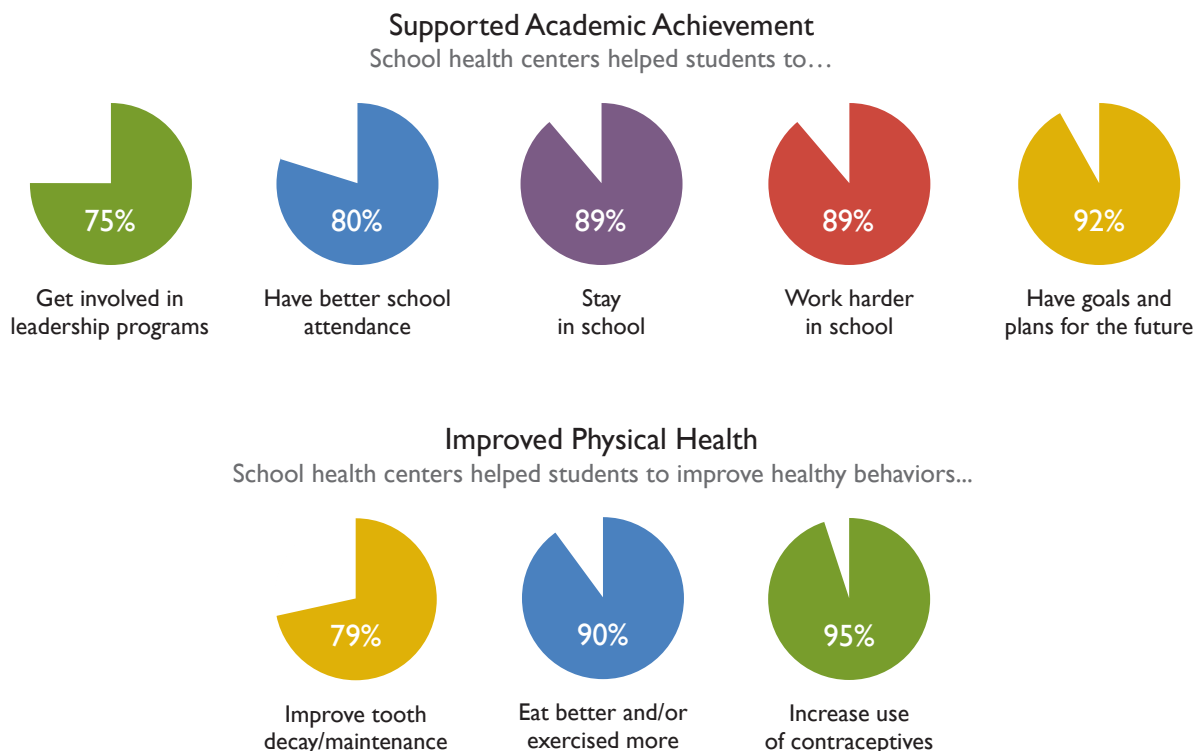 Supported Academic Achievement
School health centers helped students to…
75%
80%
89%
89%
92%
Get involved in
leadership programs
Have better school
attendance
Stay
in school
Work harder
in school
Have goals and
plans for the future
Improved Physical Health
School health centers helped students to improve healthy behaviors...
79%
90%
95%
Improve tooth
decay/maintenance
Eat better and/or
exercised more
Increase use
of contraceptives